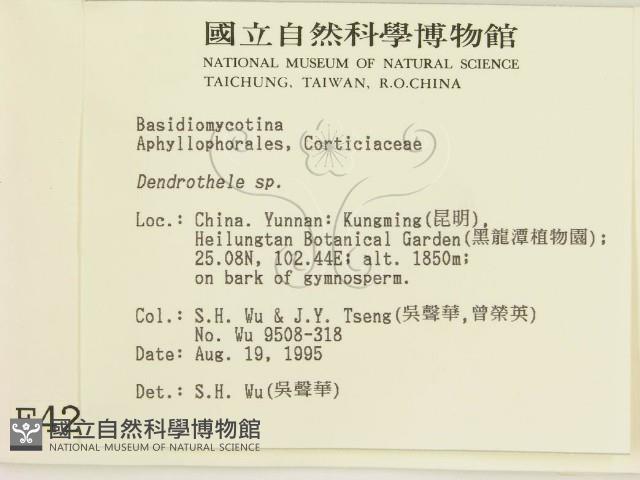 國立自然科學博物館
NATIONAL MUSEUM OF NATURAL SCIENCE
TAICHUNG, TAIWAN, R.O.CHINA
Basidiomycotina
Aphyllophorales, Corticiaceae
Dendrothele sp.
Loc.: China. Yunnan: Kungming(昆明),
Heilungtan Botanical Garden(黑龍潭植物園);
25.08N, 102.44E; alt. 1850m;
on bark of gymnosperm.
Col.: S.H. Wu & J.Y. Tseng(吳聲華,曾榮英)
No. Wu 9508-318
Date: Aug. 19, 1995
Det.: S.H. Wu(吳聲華)
F42
國立自然科學博物館
NATIONAL MUSEUM OF NATURAL SCIENCE